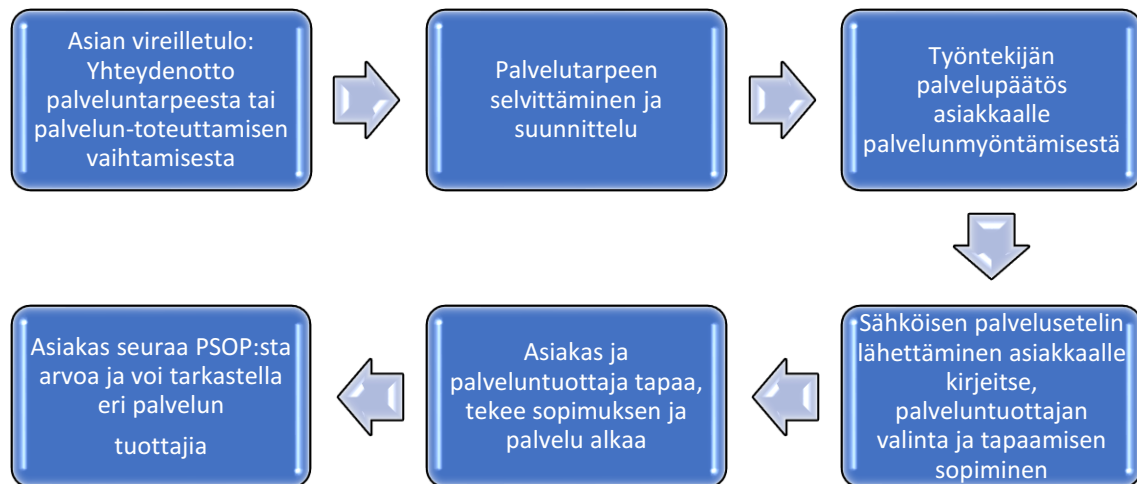 Asian vireilletulo:
Yhteydenotto
palveluntarpeesta tai
palvelun-toteuttamisen
vaihtamisesta
Palvelutarpeen
selvittäminen ja
suunnittelu
Työntekijän
palvelupäätös
asiakkaalle
palvelunmyöntämisestä
Sähköisen palvelusetelin
lähettäminen asiakkaalle
kirjeitse,
palveluntuottajan
valinta ja tapaamisen
sopiminen
Asiakas ja
palveluntuottaja tapaa,
tekee sopimuksen ja
palvelu alkaa
Asiakas seuraa PSOP:sta
arvoa ja voi tarkastella
eri palvelun
tuottajia